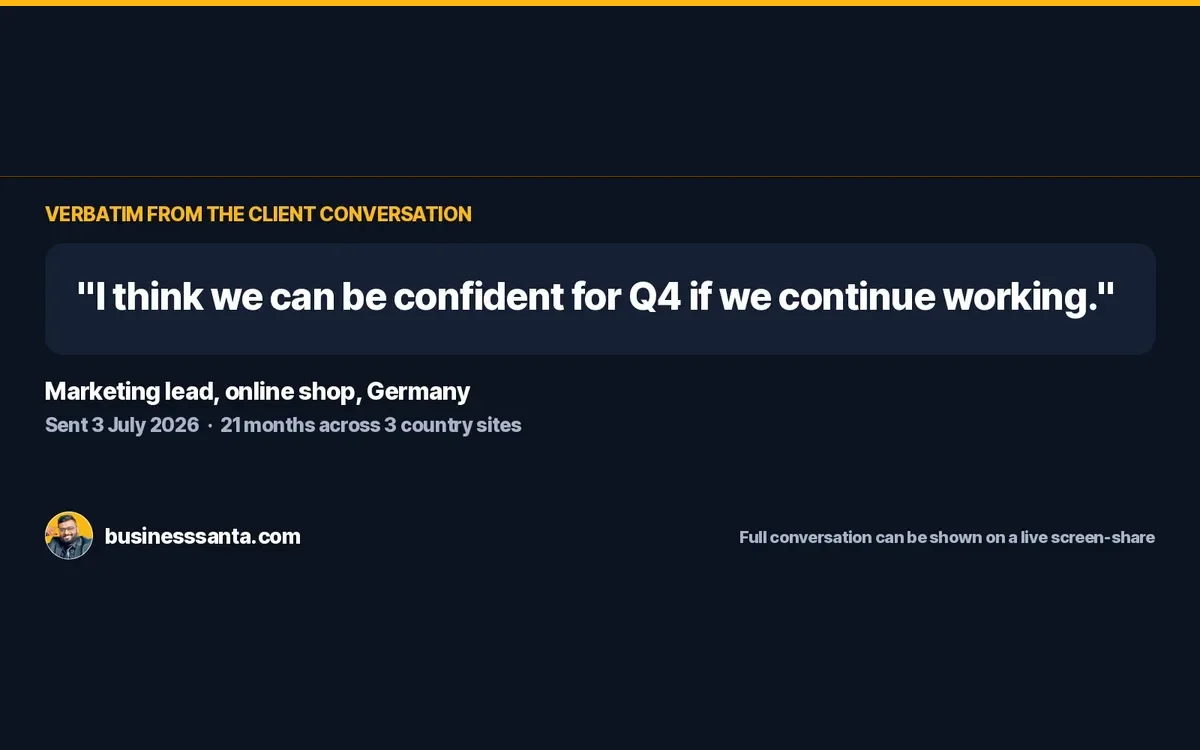 VERBATIM FROM THE CLIENT CONVERSATION
"I think we can be confident for Q4 if we continue working."
Marketing lead, online shop, Germany
Sent 3 July 2026 · 21 months across 3 country sites
businesssanta.com
Full conversation can be shown on a live screen-share